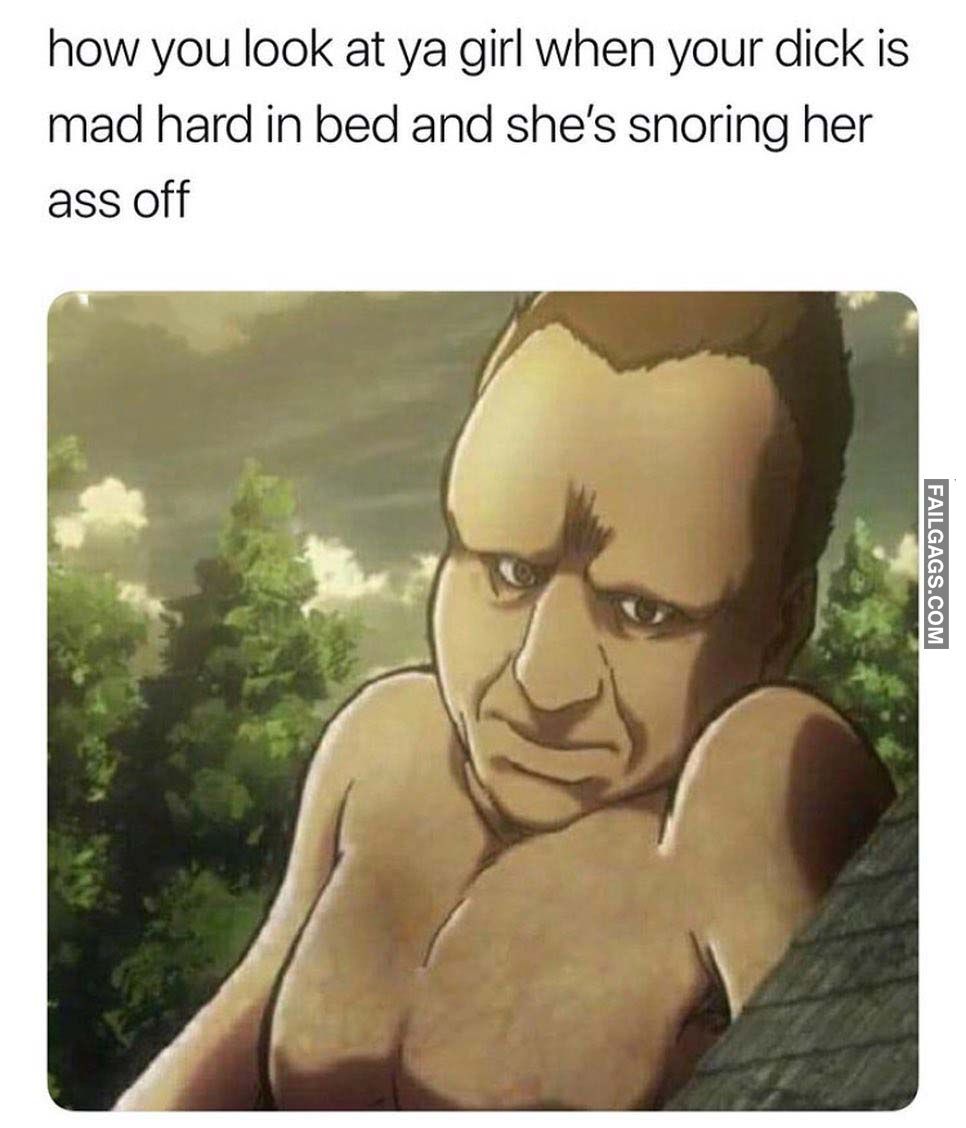 how you look at ya girl when your dick is
mad hard in bed and she's snoring her
ass off
FAILGAGS.COM